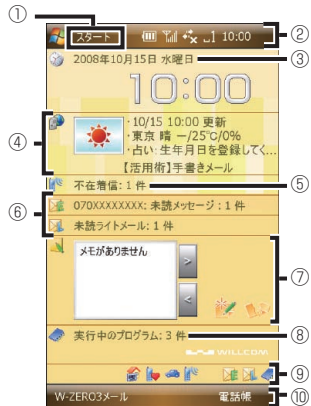 ①
スタート 10:00 ②
2008年10月15日 水曜日 ③
10:00
④
・10/15 10:00 更新
・東京 晴 ー/25℃/0%
・占い:生年月日を登録してく…
【活用術】手書きメール
不在着信: 1 件 ⑤
⑥
070XXXXXXXX: 未読メッセージ : 1 件
未読ライトメール: 1 件
メモがありません
>
<
⑦
実行中のプログラム: 3 件 ⑧
WILLCOM
⑨
W-ZERO3メール 電話帳 ⑩